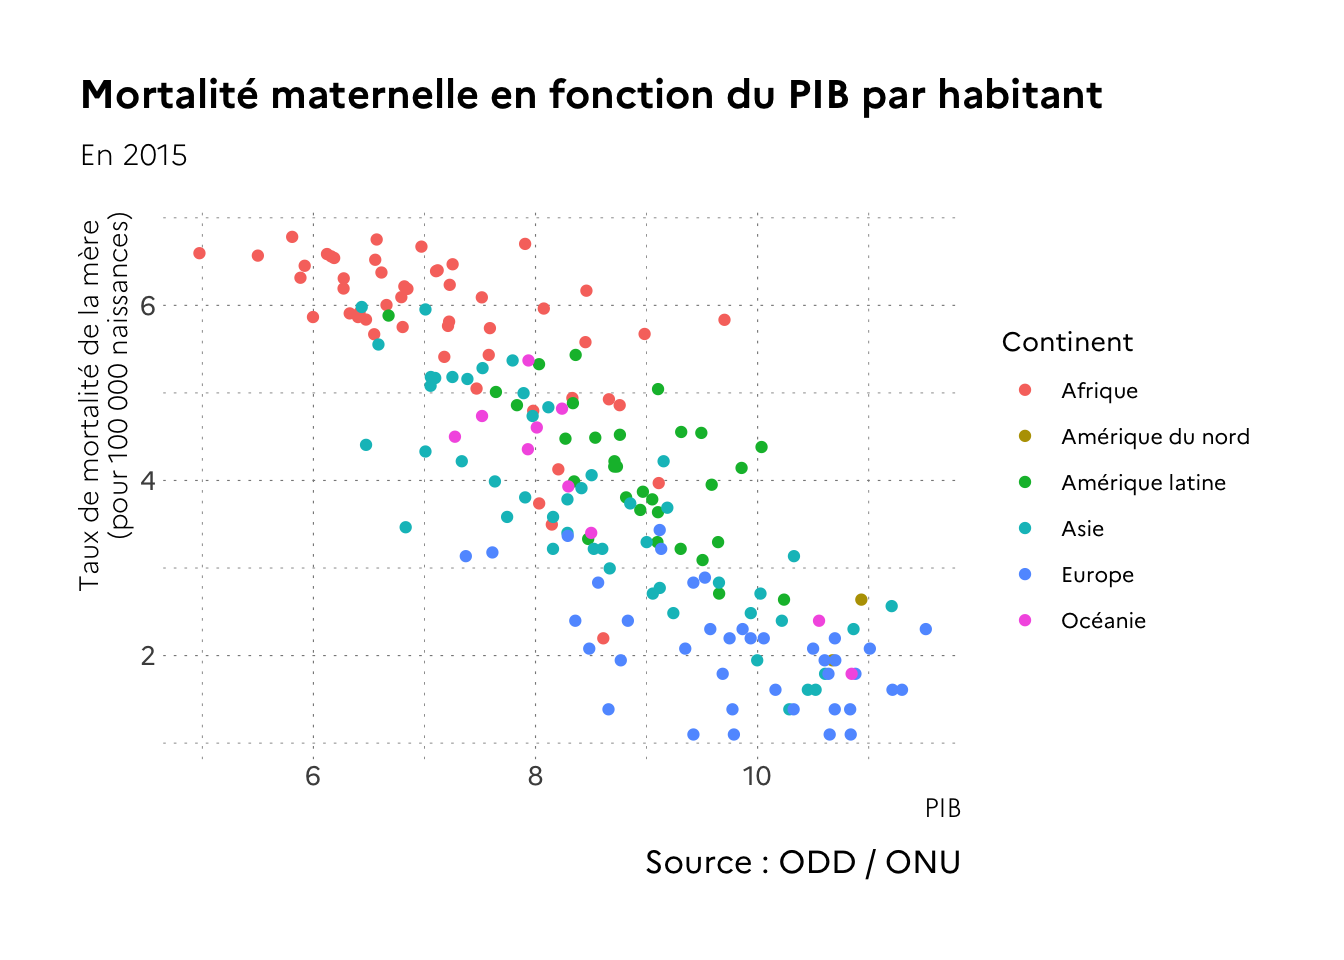 Mortalité maternelle en fonction du PIB par habitant
En 2015
Taux de mortalité de la mère
(pour 100 000 naissances)
6
4
2
6
8
10
PIB
Continent
Afrique
Amérique du nord
Amérique latine
Asie
Europe
Océanie
Source : ODD / ONU